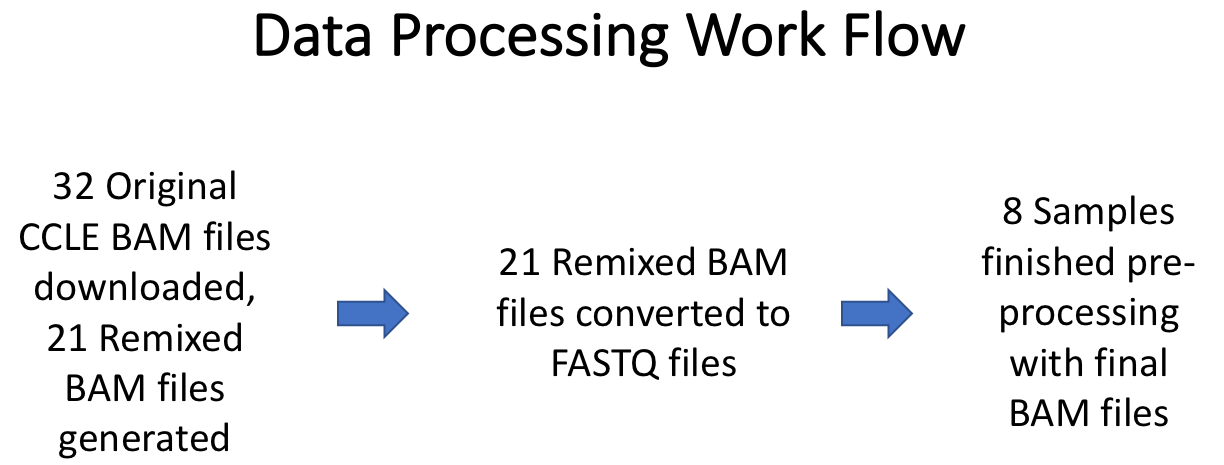 Data Processing Work Flow
32 Original
CCLE BAM files
downloaded,
21 Remixed
BAM files
generated
21 Remixed BAM
files converted to
FASTQ files
8 Samples
finished pre-
processing
with final
BAM files